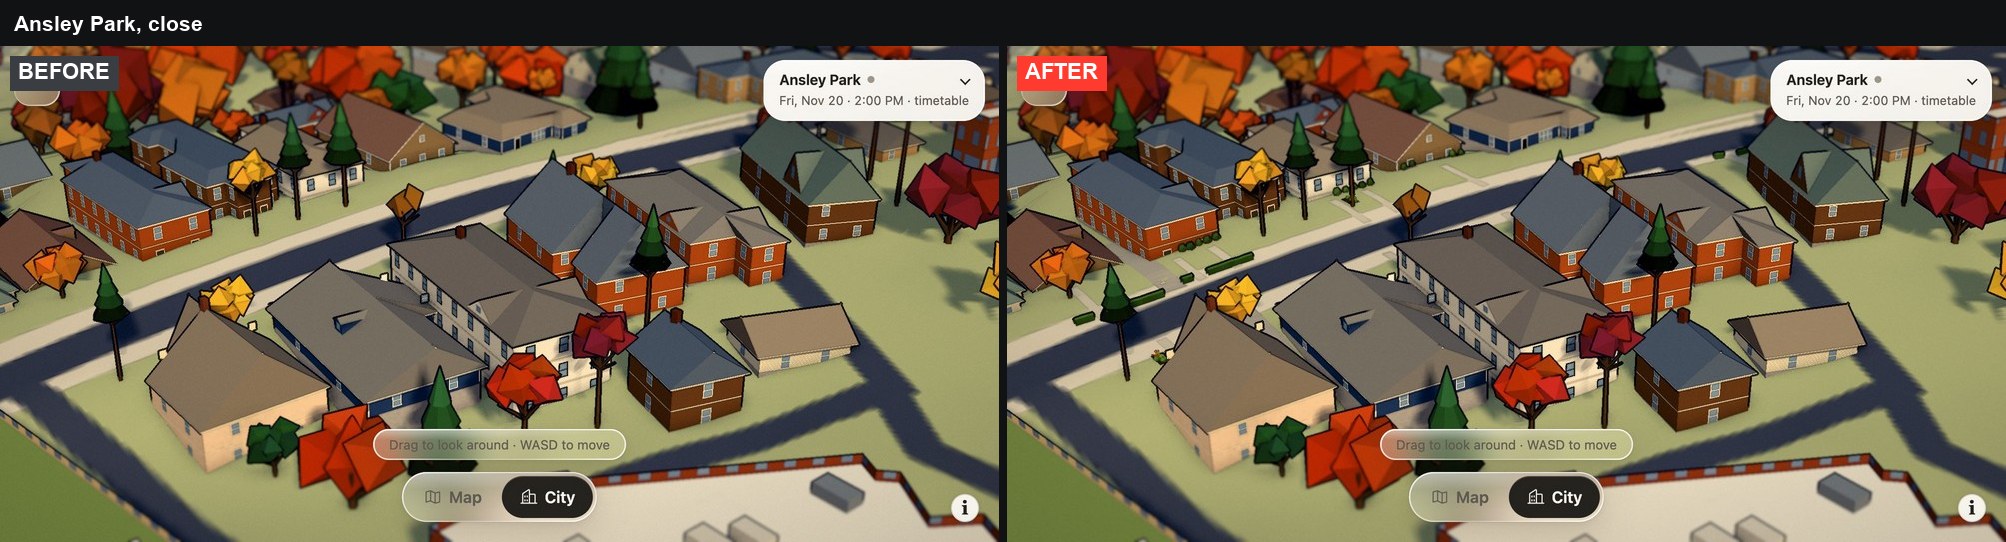 Ansley Park, close
BEFORE
Ansley Park
Fri, Nov 20 · 2:00 PM · timetable
Drag to look around · WASD to move
Map
City
i
AFTER
Ansley Park
Fri, Nov 20 · 2:00 PM · timetable
Drag to look around · WASD to move
Map
City
i